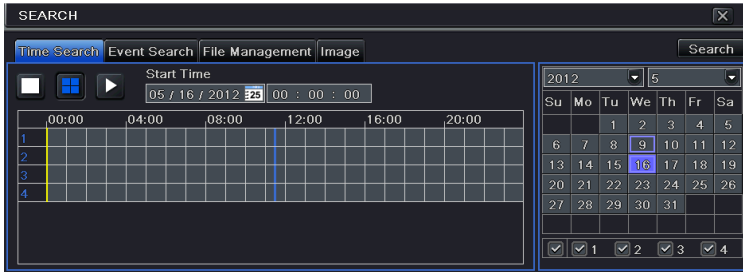 SEARCH
Time Search Event Search File Management Image Search
Start Time
05 / 16 / 2012 25 00 : 00 : 00
00:00 04:00 08:00 12:00 16:00 20:00
1
2
3
4
2012 5
Su Mo Tu We Th Fr Sa
1 2 3 4 5
6 7 8 9 10 11 12
13 14 15 16 17 18 19
20 21 22 23 24 25 26
27 28 29 30 31
1 2 3 4